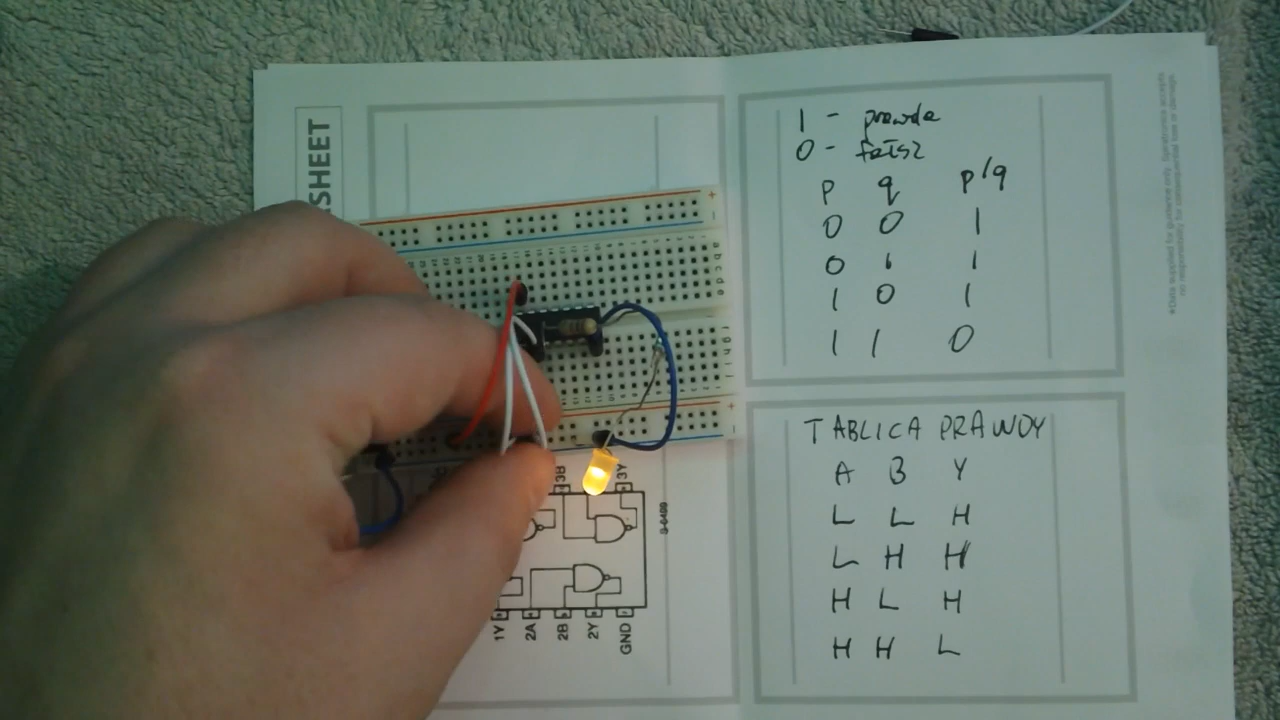 SHEET
1 - prawda
0 - fałsz
p q p/q
0 0 1
0 1 1
1 0 1
1 1 0
TABLICA PRAWDY
A B Y
L L H
L H H
H L H
H H L
a b c d e
f g h i j
3B 3Y
1Y 2A 2B 2Y GND